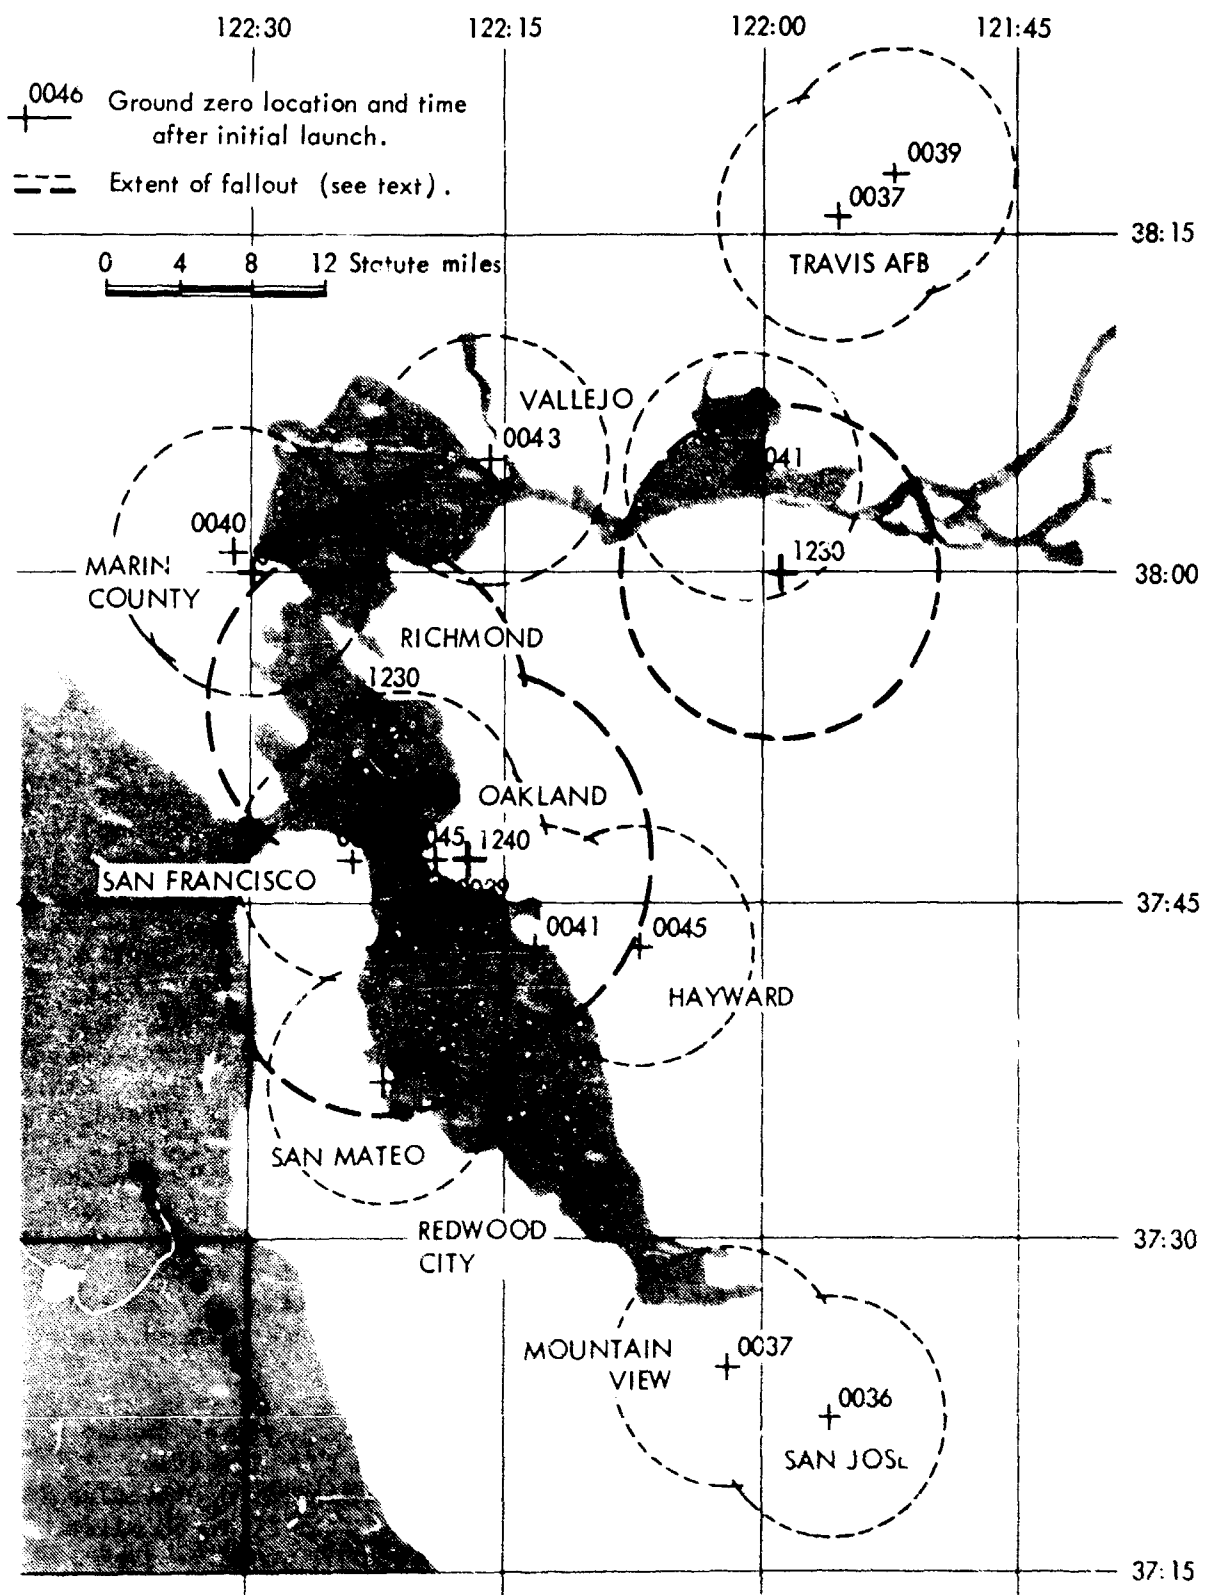 122:30 122:15 122:00 121:45
0046 Ground zero location and time
after initial launch.
Extent of fallout (see text).
0039
0037
38:15
0 4 8 12 Statute miles
TRAVIS AFB
VALLEJO
0043
0040
1230
MARIN
COUNTY
38:00
RICHMOND
1230
OAKLAND
1240
SAN FRANCISCO
37:45
0041
0045
HAYWARD
SAN MATEO
REDWOOD
CITY
37:30
MOUNTAIN
VIEW
0037
0036
SAN JOSE
37:15